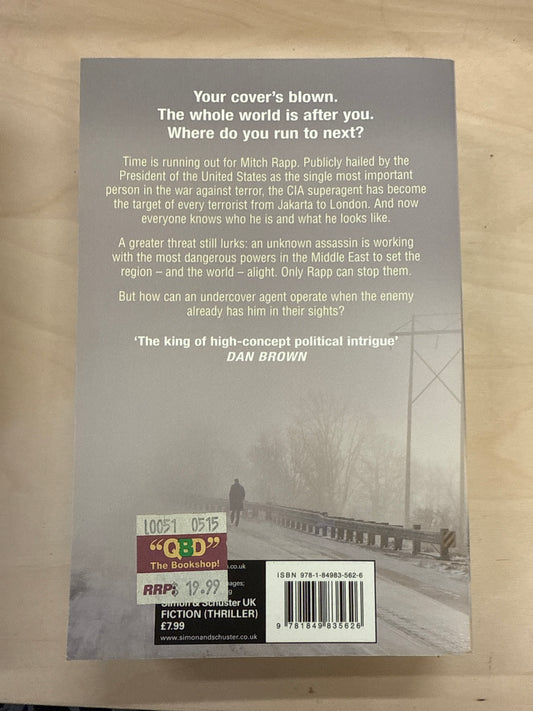 Your cover's blown.
The whole world is after you.
Where do you run to next?
Time is running out for Mitch Rapp. Publicly hailed by the
President of the United States as the single most important
person in the war against terror, the CIA superagent has become
the target of every terrorist from Jakarta to London. And now
everyone knows who he is and what he looks like.
A greater threat still lurks: an unknown assassin is working
with the most dangerous powers in the Middle East to set the
region – and the world – alight. Only Rapp can stop them.
But how can an undercover agent operate when the enemy
already has him in their sights?
'The king of high-concept political intrigue'
DAN BROWN
10051 0515
"QBD"
The Bookshop!
RRP: $ 19.99
Simon & Schuster UK
FICTION (THRILLER)
£7.99
www.simonandschuster.co.uk
ISBN 978-1-84983-562-6
9 781849 835626